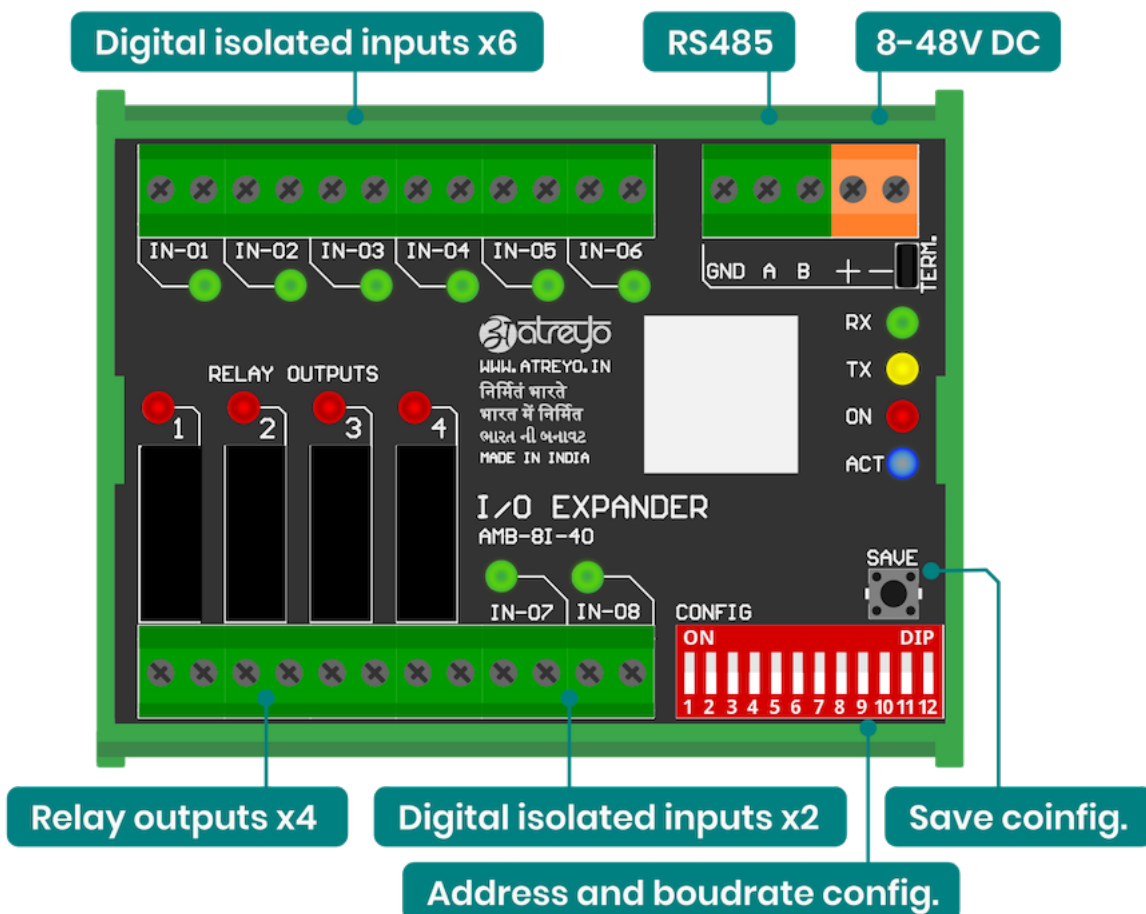 Digital isolated inputs x6
RS485
8-48V DC
IN-01 IN-02 IN-03 IN-04 IN-05 IN-06
GND A B + −
TERM.
RX
TX
ON
ACT
atreyo
WWW.ATREYO.IN
निर्मितं भारते
भारत में निर्मित
ભારત ની બનાવટ
MADE IN INDIA
RELAY OUTPUTS
1 2 3 4
I/O EXPANDER
AMB-8I-4O
IN-07 IN-08
SAVE
CONFIG
ON DIP
1 2 3 4 5 6 7 8 9 10 11 12
Relay outputs x4
Digital isolated inputs x2
Save coinfig.
Address and boudrate config.